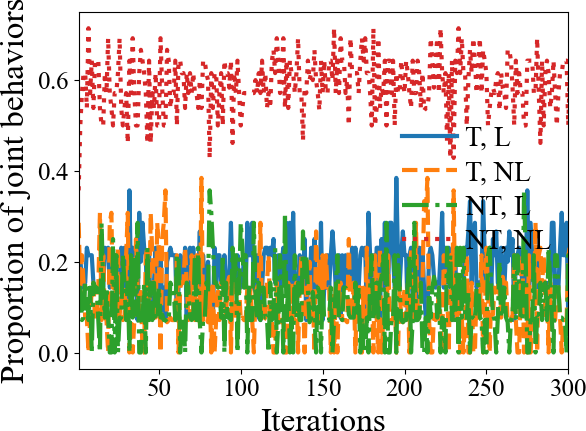 Proportion of joint behaviors
0.6
0.4
0.2
0.0
T, L
T, NL
NT, L
NT, NL
50 100 150 200 250 300
Iterations